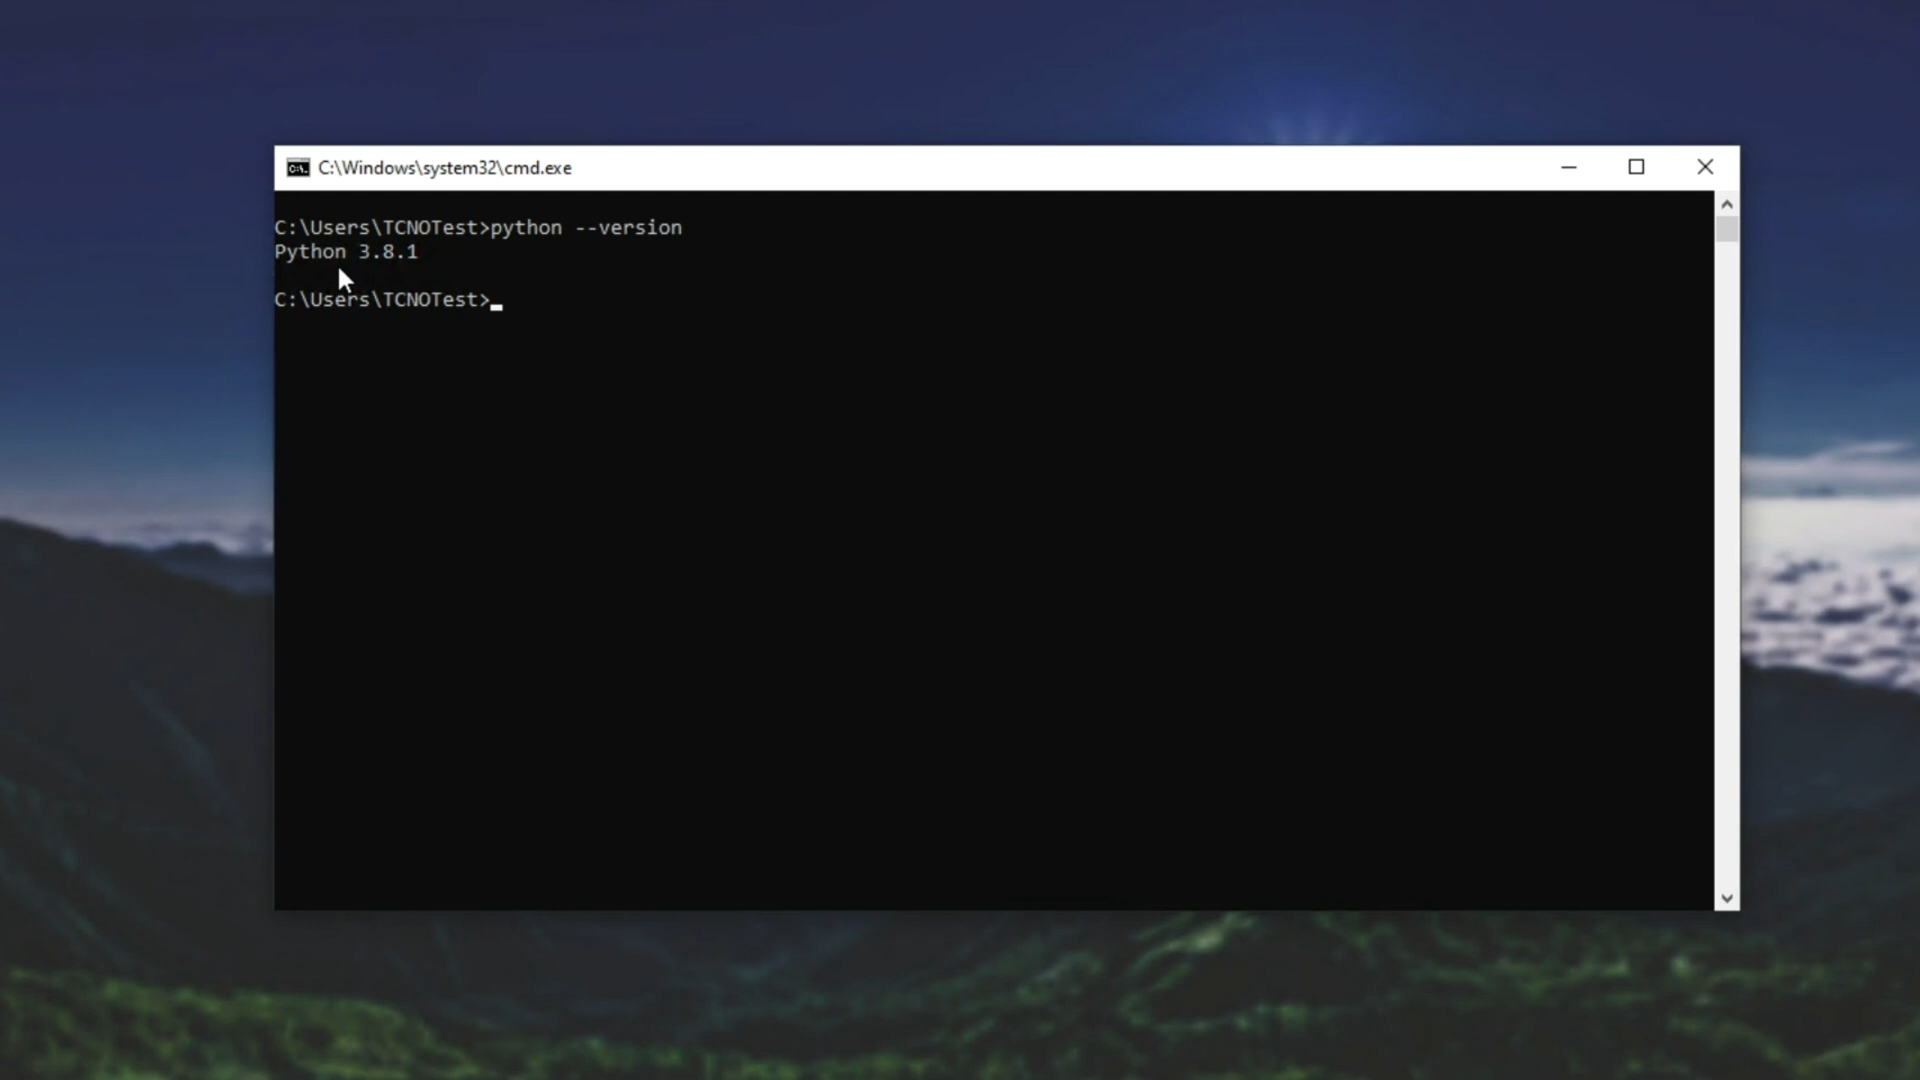 C:\Windows\system32\cmd.exe
C:\Users\TCNOTest>python --version
Python 3.8.1
C:\Users\TCNOTest>